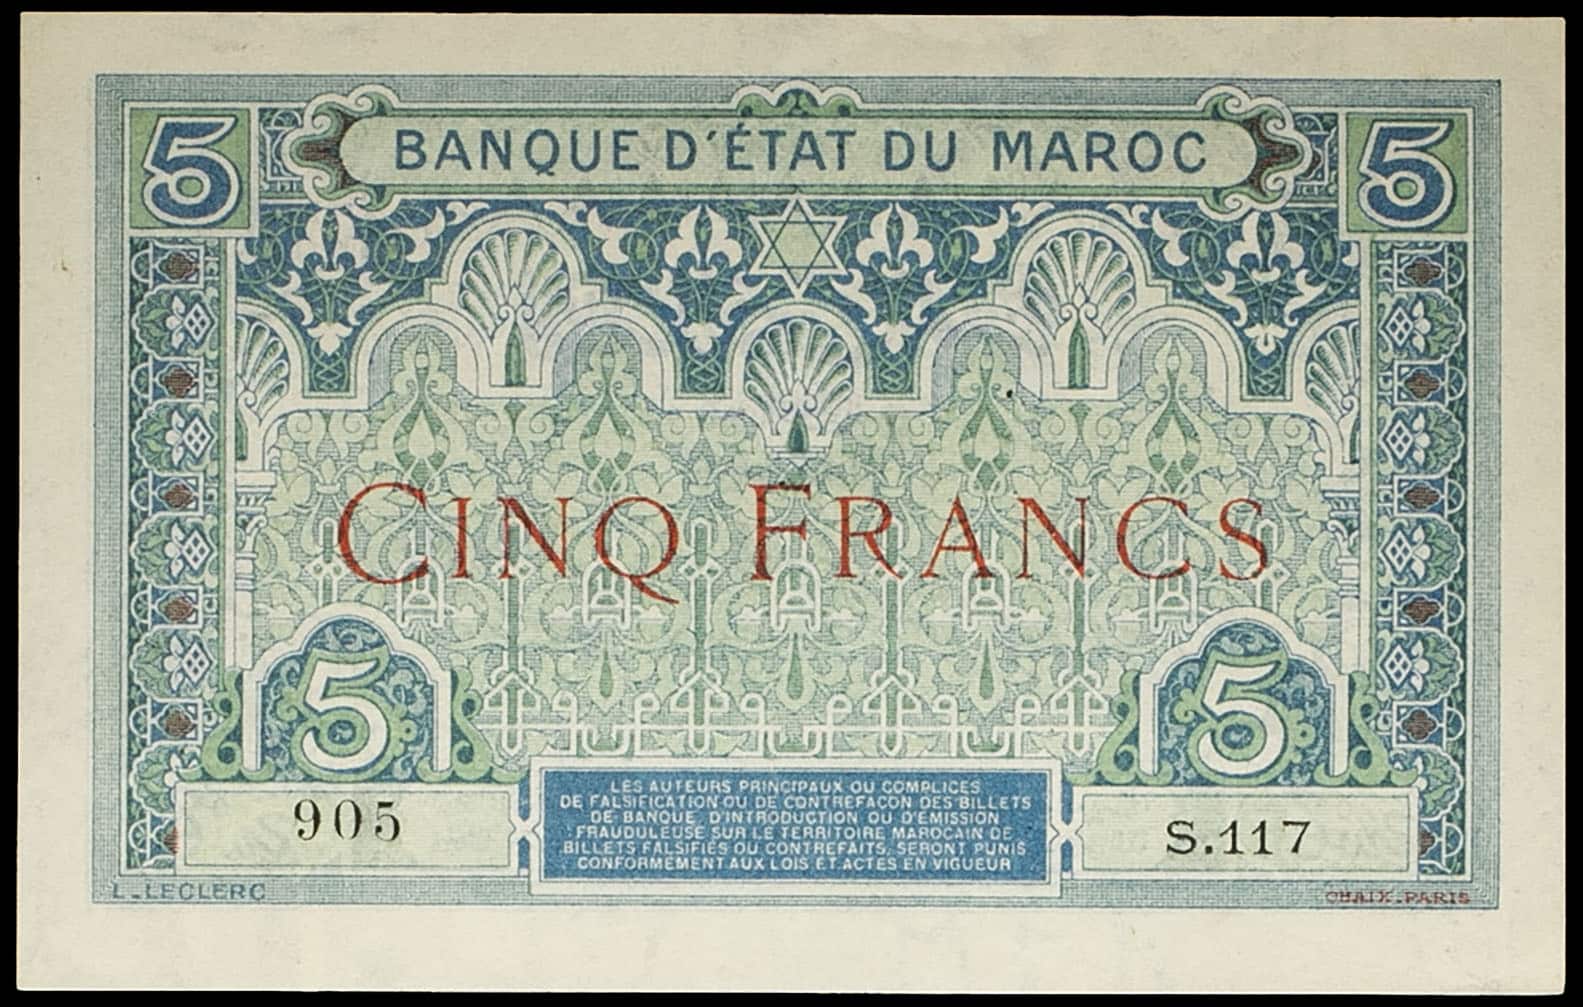 5 BANQUE D'ÉTAT DU MAROC 5
CINQ FRANCS
5 5
905
LES AUTEURS PRINCIPAUX OU COMPLICES
DE FALSIFICATION OU DE CONTREFACON DES BILLETS
DE BANQUE, D'INTRODUCTION OU D'ÉMISSION
FRAUDULEUSE SUR LE TERRITOIRE MAROCAIN DE
BILLETS FALSIFIÉS OU CONTREFAITS, SERONT PUNIS
CONFORMÉMENT AUX LOIS ET ACTES EN VIGUEUR
S.117
L. LECLERC
CHAIX. PARIS